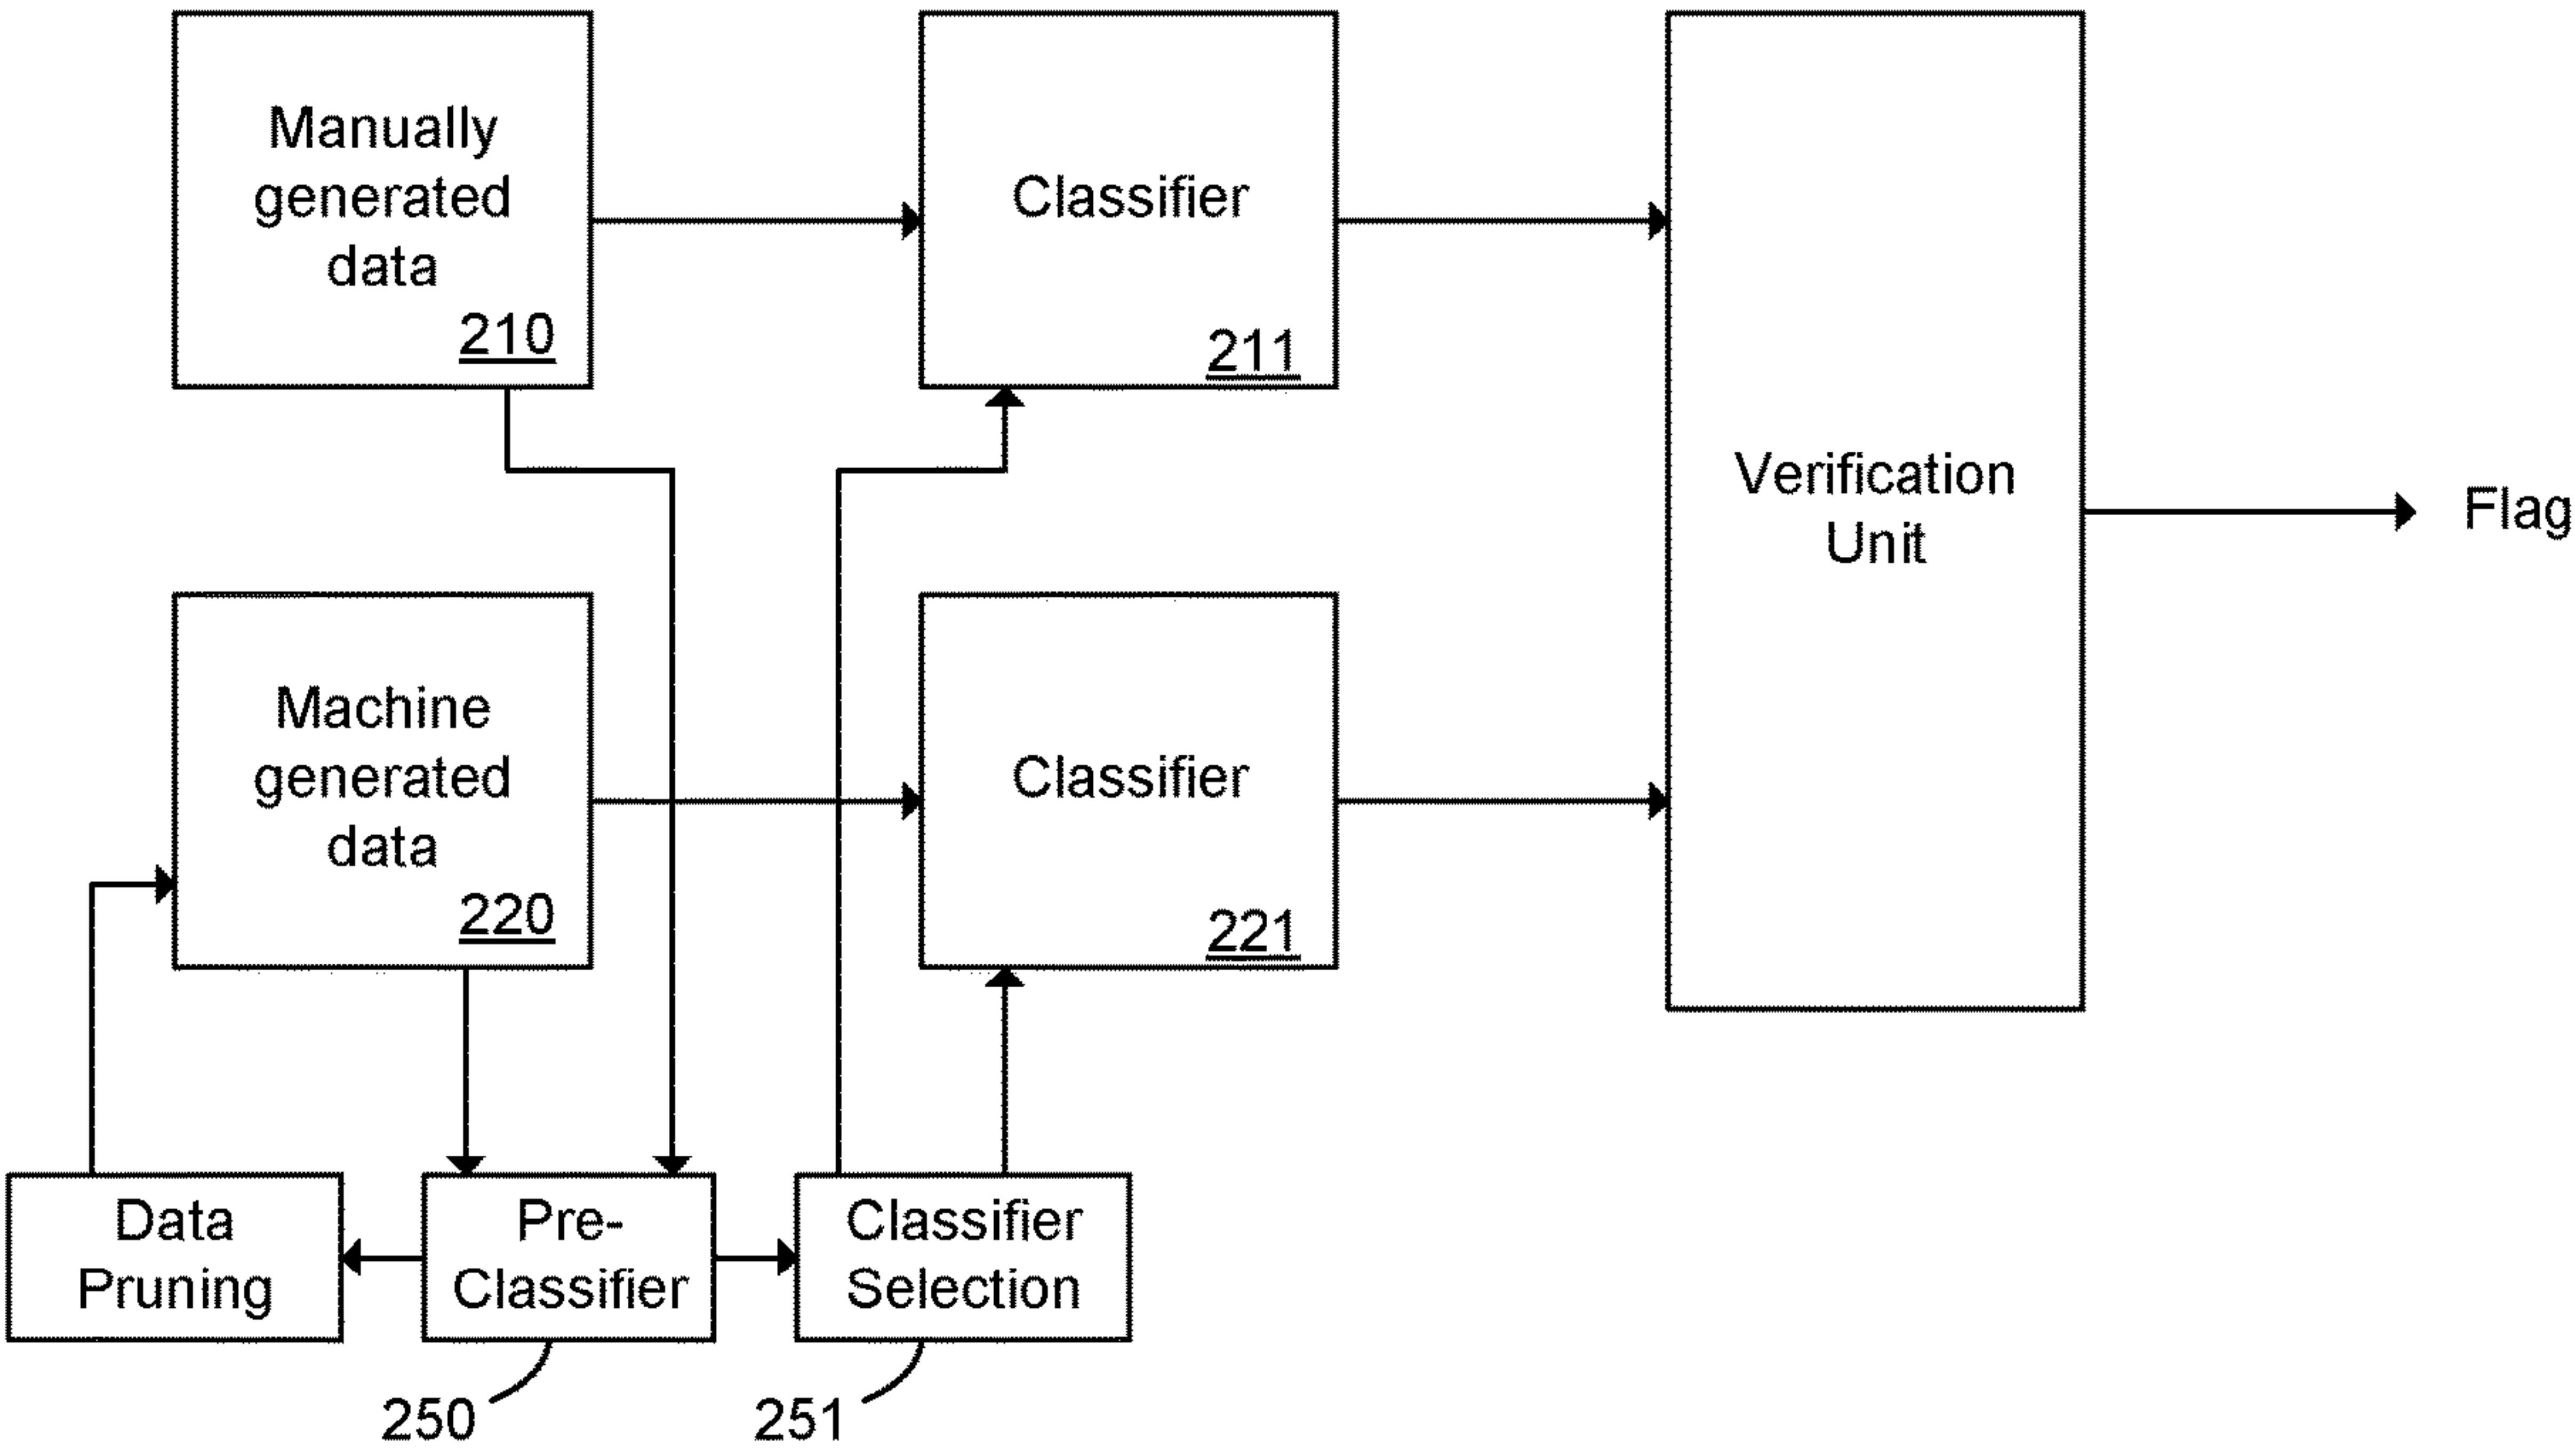 Manually
generated
data
210
Classifier
211
Verification
Unit
Flag
Machine
generated
data
220
Classifier
221
Data
Pruning
Pre-
Classifier
Classifier
Selection
250
251